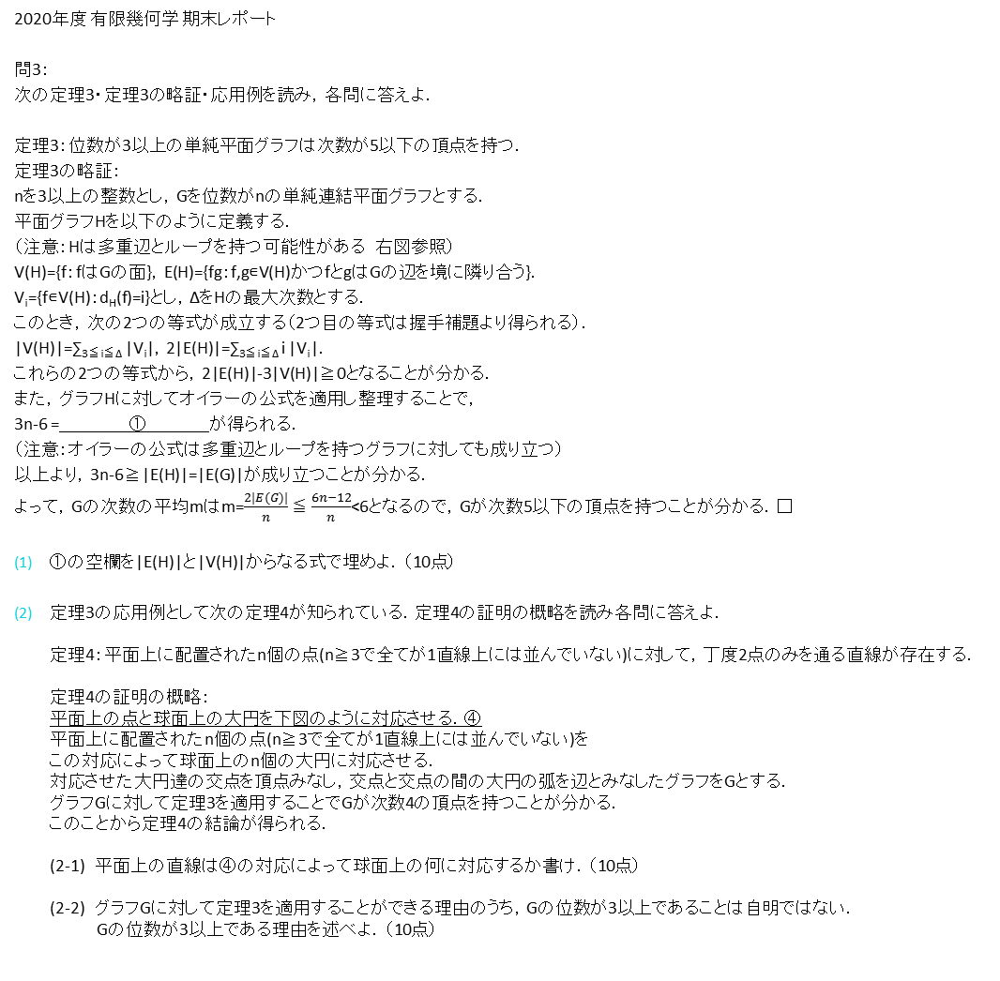 2020年度 有限幾何学 期末レポート
問3:
次の定理3・定理3の略証・応用例を読み, 各問に答えよ.
定理3: 位数が3以上の単純平面グラフは次数が5以下の頂点を持つ.
定理3の略証:
nを3以上の整数とし, Gを位数がnの単純連結平面グラフとする.
平面グラフHを以下のように定義する.
(注意: Hは多重辺とループを持つ可能性がある 右図参照)
V(H)={f: fはGの面}, E(H)={fg: f,g∈V(H)かつfとgはGの辺を境に隣り合う}.
Vᵢ={f∈V(H): d_H(f)=i}とし, ΔをHの最大次数とする.
このとき, 次の2つの等式が成立する(2つ目の等式は握手補題より得られる).
|V(H)|=∑₃≦ᵢ≦Δ |Vᵢ|, 2|E(H)|=∑₃≦ᵢ≦Δ i |Vᵢ|.
これらの2つの等式から, 2|E(H)|-3|V(H)|≧0となることが分かる.
また, グラフHに対してオイラーの公式を適用し整理することで,
3n-6 =＿＿＿＿①＿＿＿＿が得られる.
(注意: オイラーの公式は多重辺とループを持つグラフに対しても成り立つ)
以上より, 3n-6≧|E(H)|=|E(G)|が成り立つことが分かる.
よって, Gの次数の平均mはm=2|E(G)|/n ≦ 6n−12/n<6となるので, Gが次数5以下の頂点を持つことが分かる. □
(1) ①の空欄を|E(H)|と|V(H)|からなる式で埋めよ. (10点)
(2) 定理3の応用例として次の定理4が知られている. 定理4の証明の概略を読み各問に答えよ.
定理4: 平面上に配置されたn個の点(n≧3で全てが1直線上には並んでいない)に対して, 丁度2点のみを通る直線が存在する.
定理4の証明の概略:
平面上の点と球面上の大円を下図のように対応させる. ④
平面上に配置されたn個の点(n≧3で全てが1直線上には並んでいない)を
この対応によって球面上のn個の大円に対応させる.
対応させた大円達の交点を頂点みなし, 交点と交点の間の大円の弧を辺とみなしたグラフをGとする.
グラフGに対して定理3を適用することでGが次数4の頂点を持つことが分かる.
このことから定理4の結論が得られる.
(2-1) 平面上の直線は④の対応によって球面上の何に対応するか書け. (10点)
(2-2) グラフGに対して定理3を適用することができる理由のうち, Gの位数が3以上であることは自明ではない.
Gの位数が3以上である理由を述べよ. (10点)